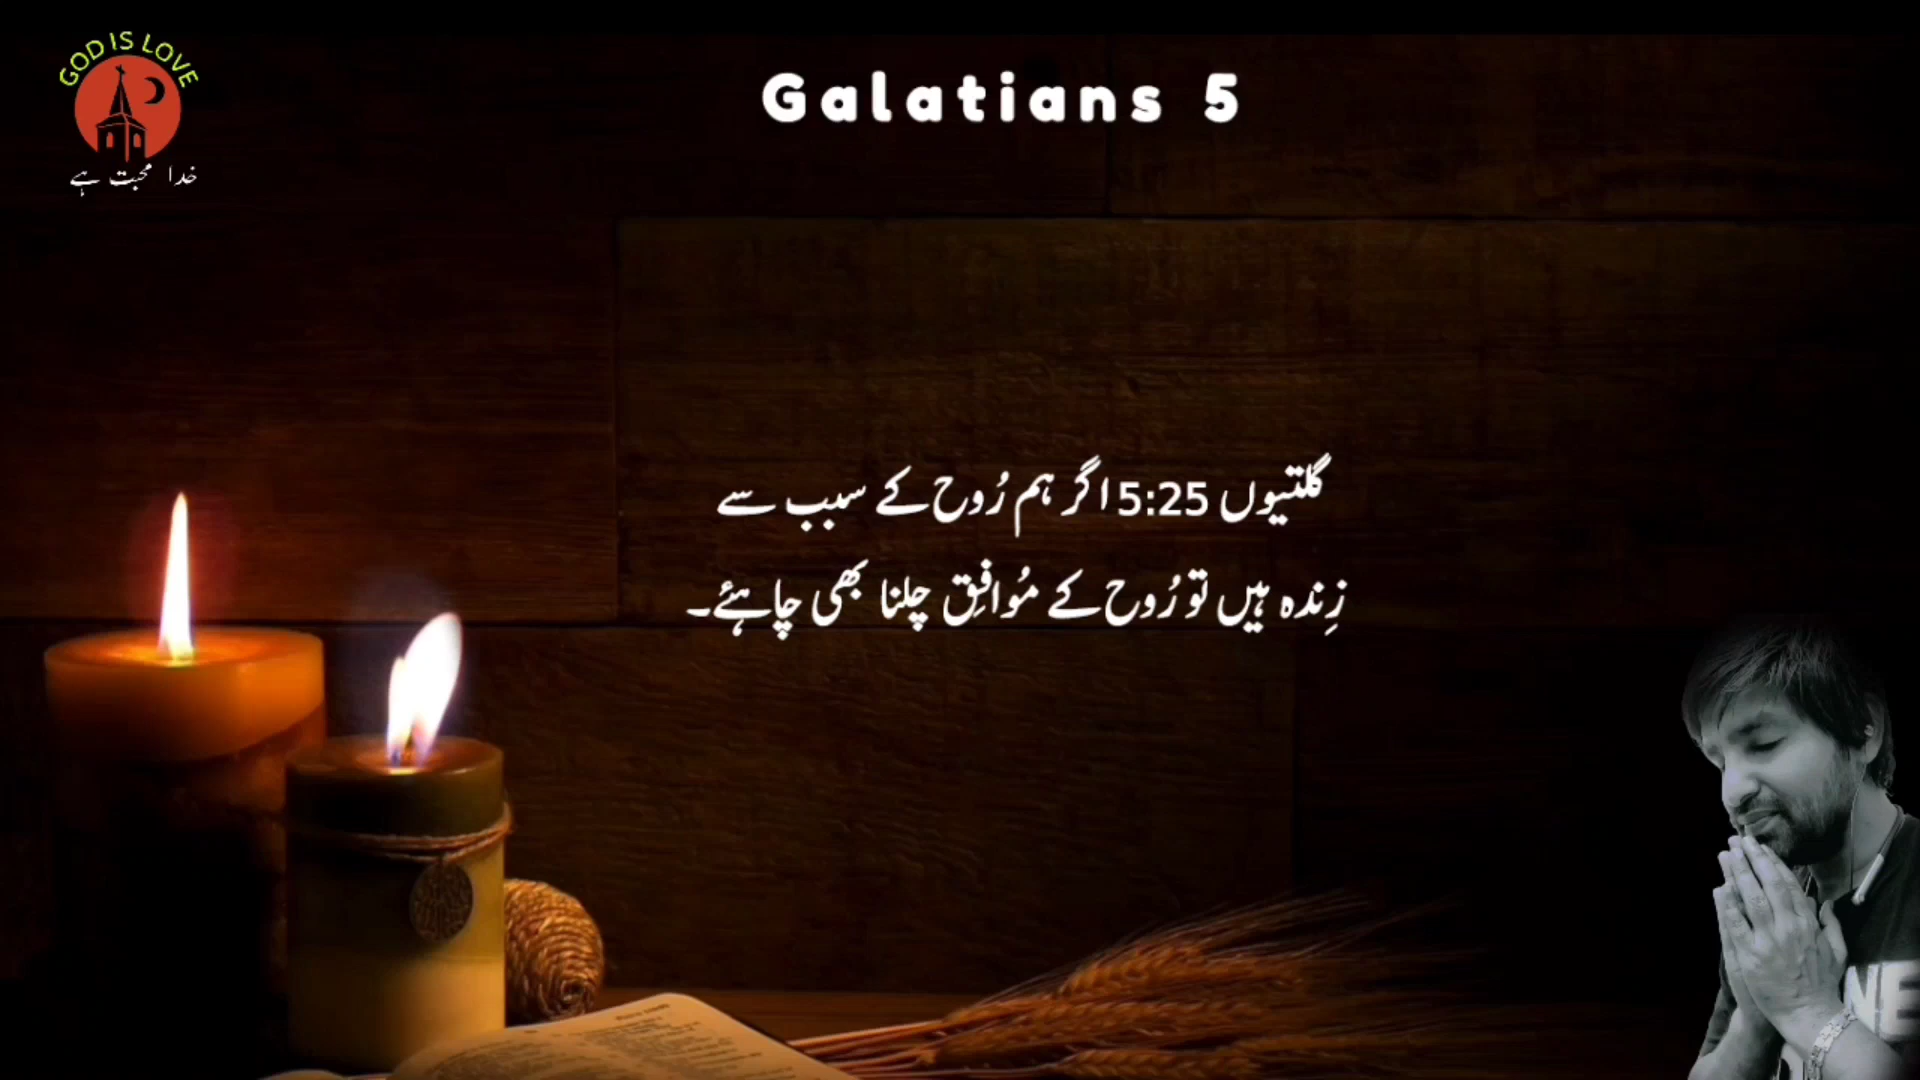 GOD IS LOVE
خدا محبت ہے
Galatians 5
گلتیوں 5:25 اگر ہم رُوح کے سبب سے
زِندہ ہیں تو رُوح کے مُوافِق چلنا بھی چاہئے۔
NE